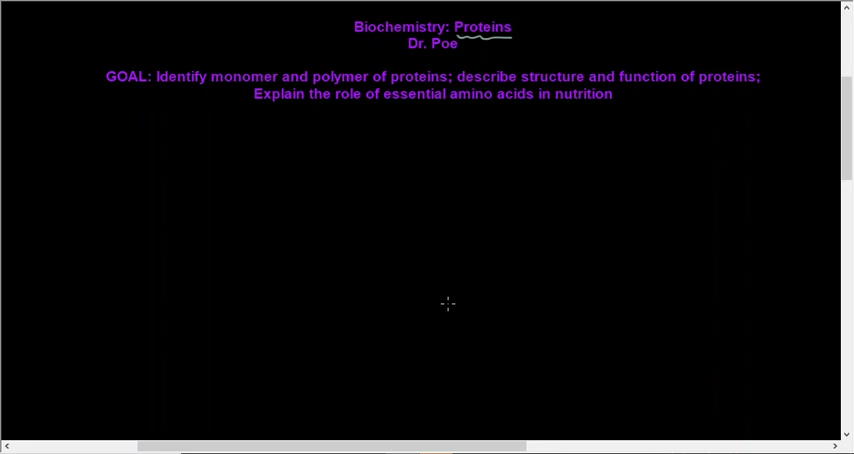 Biochemistry: Proteins
Dr. Poe
GOAL: Identify monomer and polymer of proteins; describe structure and function of proteins;
Explain the role of essential amino acids in nutrition